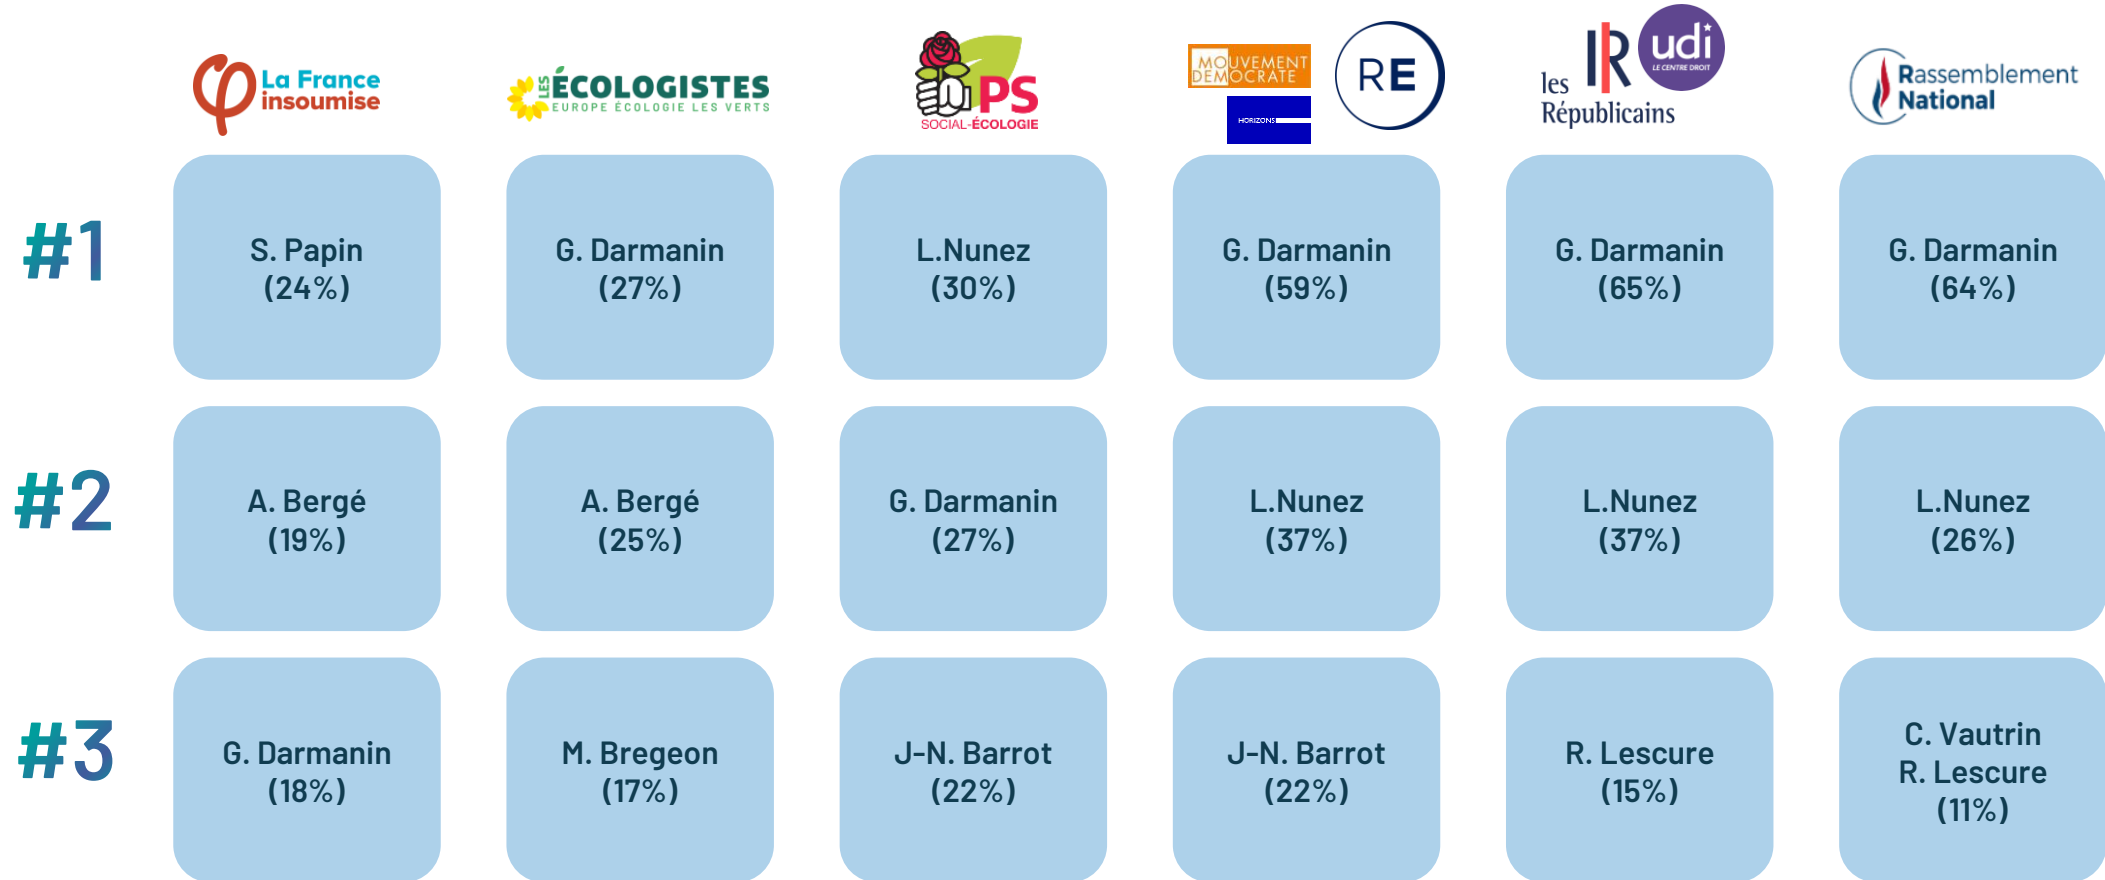 La France
insoumise
LES ÉCOLOGISTES
EUROPE ÉCOLOGIE LES VERTS
PS
SOCIAL-ÉCOLOGIE
MOUVEMENT
DÉMOCRATE
HORIZONS
RE
les
Républicains
R
udi
LE CENTRE DROIT
Rassemblement
National
#1
S. Papin
(24%)
G. Darmanin
(27%)
L.Nunez
(30%)
G. Darmanin
(59%)
G. Darmanin
(65%)
G. Darmanin
(64%)
#2
A. Bergé
(19%)
A. Bergé
(25%)
G. Darmanin
(27%)
L.Nunez
(37%)
L.Nunez
(37%)
L.Nunez
(26%)
#3
G. Darmanin
(18%)
M. Bregeon
(17%)
J-N. Barrot
(22%)
J-N. Barrot
(22%)
R. Lescure
(15%)
C. Vautrin
R. Lescure
(11%)